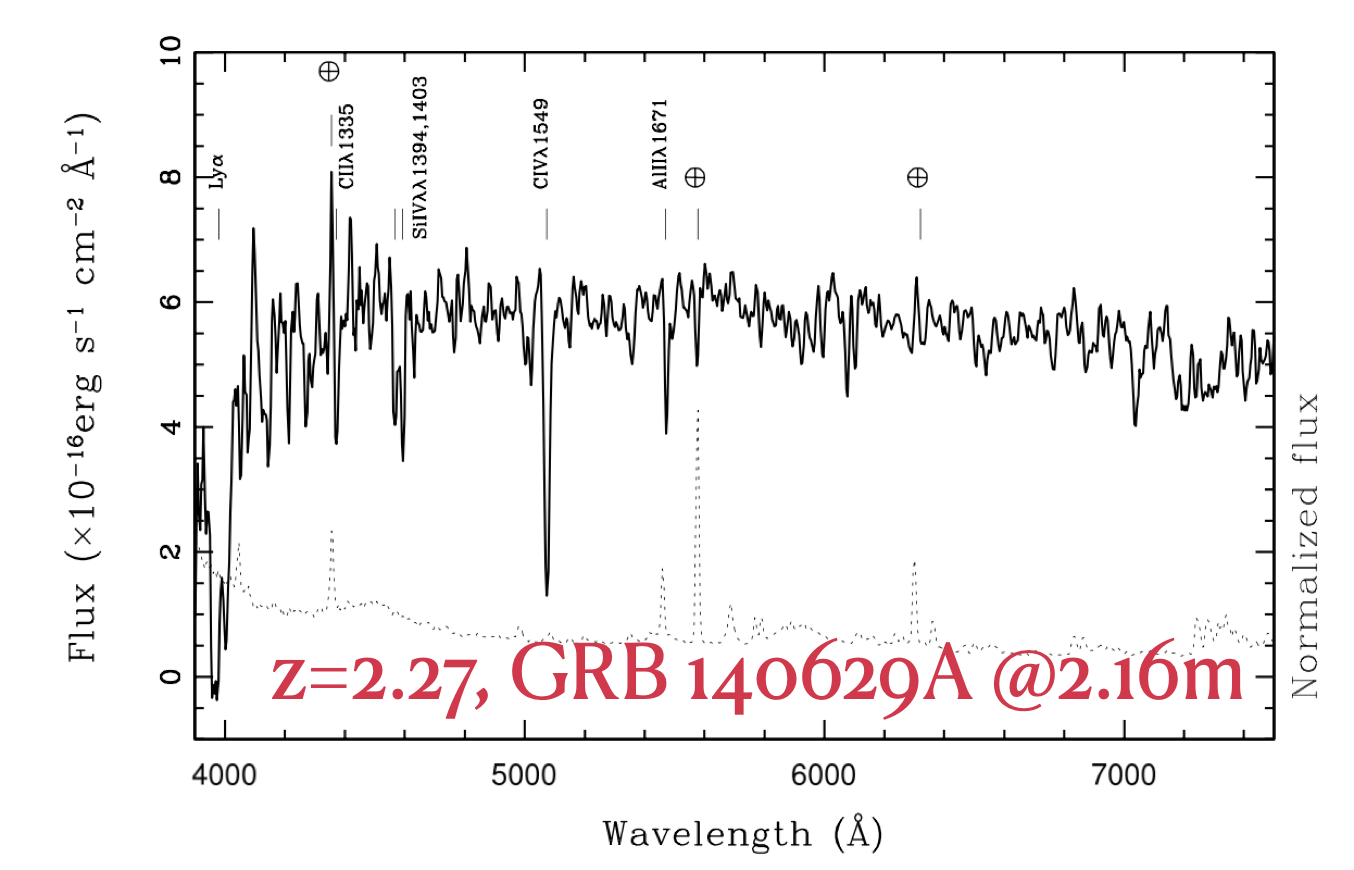 10
8
6
4
2
0
Flux (×10⁻¹⁶erg s⁻¹ cm⁻² Å⁻¹)
⊕
Lyα
CIIλ1335
SiIVλλ1394,1403
CIVλ1549
AlIIλ1671
⊕
⊕
Normalized flux
z=2.27, GRB 140629A @2.16m
4000 5000 6000 7000
Wavelength (Å)